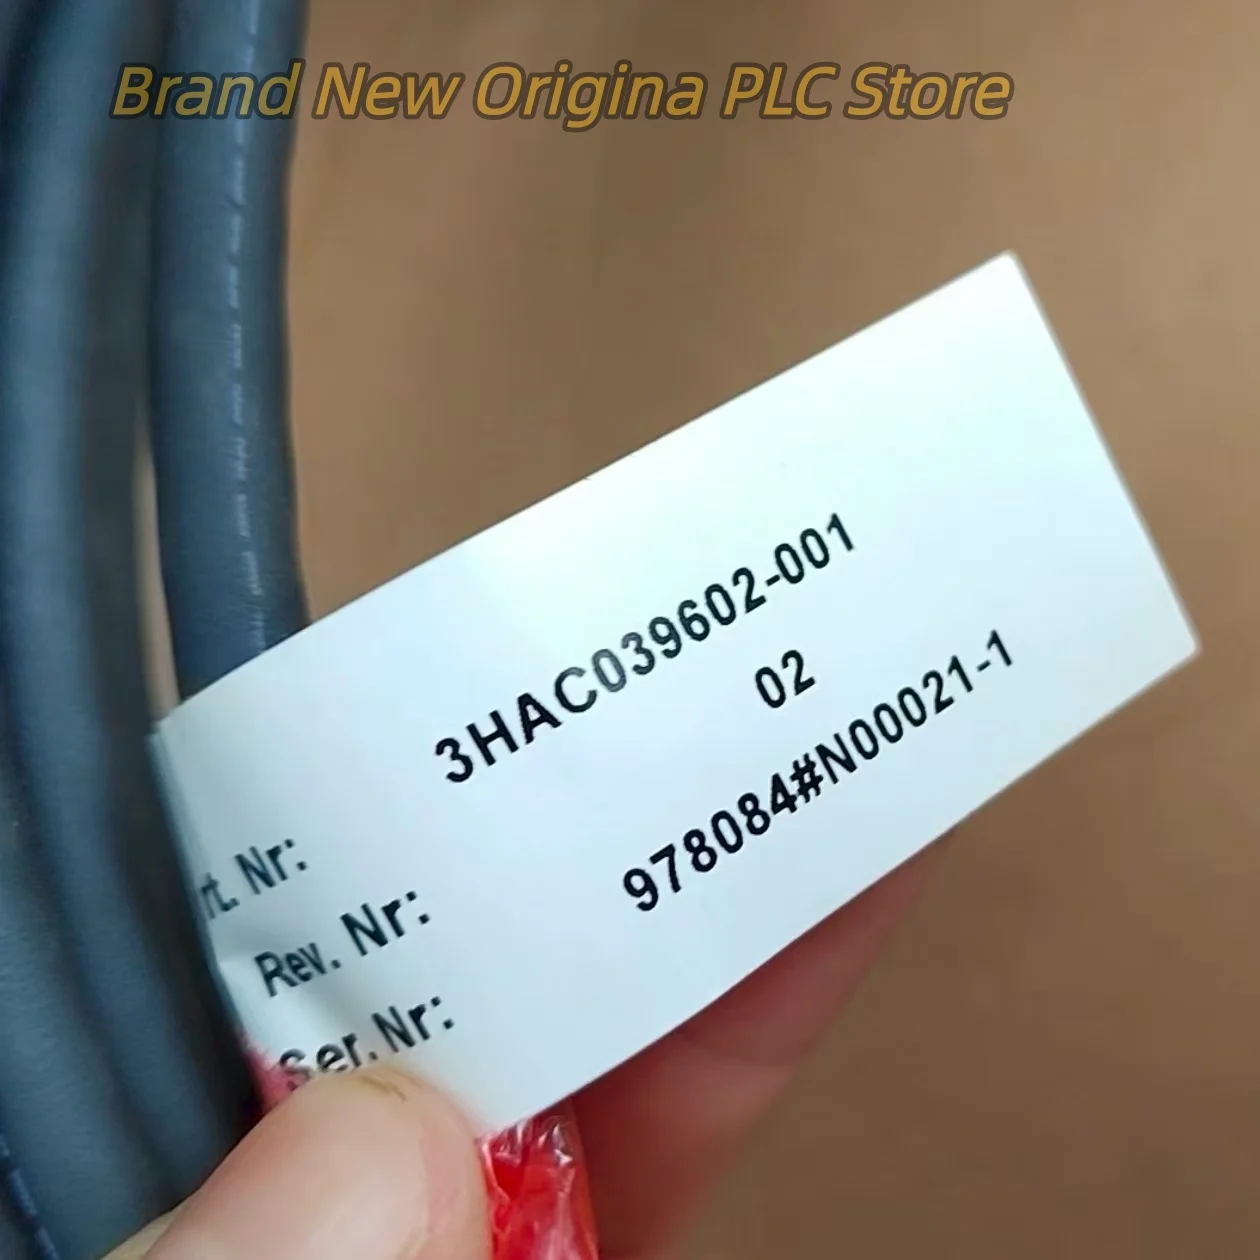 Brand New Origina PLC Store
rt. Nr: 3HAC039602-001
Rev. Nr: 02
Ser. Nr: 978084#N00021-1